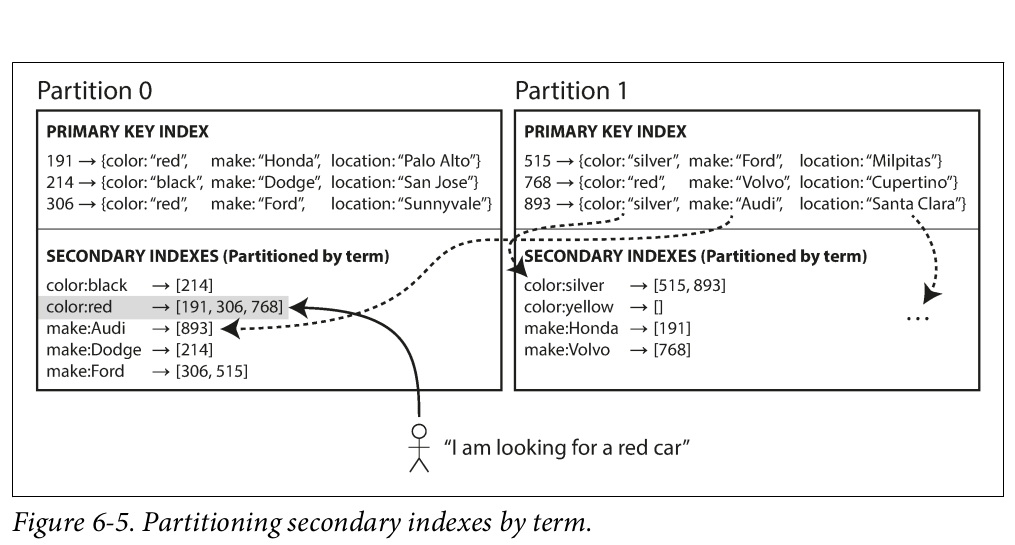 Partition 0
PRIMARY KEY INDEX
191 → {color: “red”, make: “Honda”, location: “Palo Alto”}
214 → {color: “black”, make: “Dodge”, location: “San Jose”}
306 → {color: “red”, make: “Ford”, location: “Sunnyvale”}
SECONDARY INDEXES (Partitioned by term)
color:black → [214]
color:red → [191, 306, 768]
make:Audi → [893]
make:Dodge → [214]
make:Ford → [306, 515]
Partition 1
PRIMARY KEY INDEX
515 → {color: “silver”, make: “Ford”, location: “Milpitas”}
768 → {color: “red”, make: “Volvo”, location: “Cupertino”}
893 → {color: “silver”, make: “Audi”, location: “Santa Clara”}
SECONDARY INDEXES (Partitioned by term)
color:silver → [515, 893]
color:yellow → []
make:Honda → [191]
make:Volvo → [768]
...
“I am looking for a red car”
Figure 6-5. Partitioning secondary indexes by term.